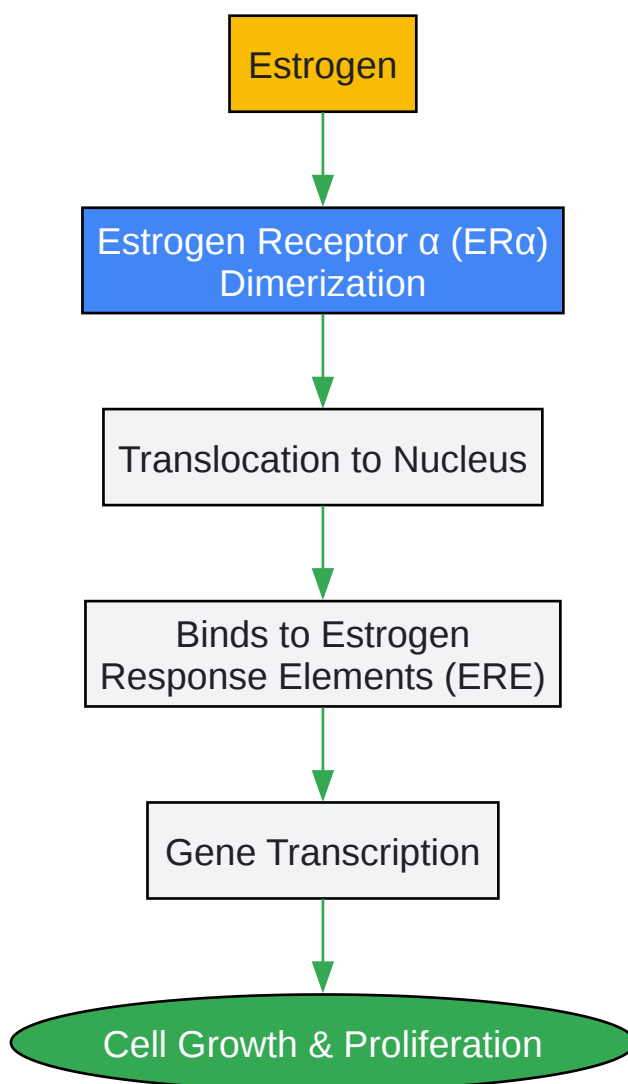 Estrogen
Estrogen Receptor α (ERα)
Dimerization
Translocation to Nucleus
Binds to Estrogen
Response Elements (ERE)
Gene Transcription
Cell Growth & Proliferation